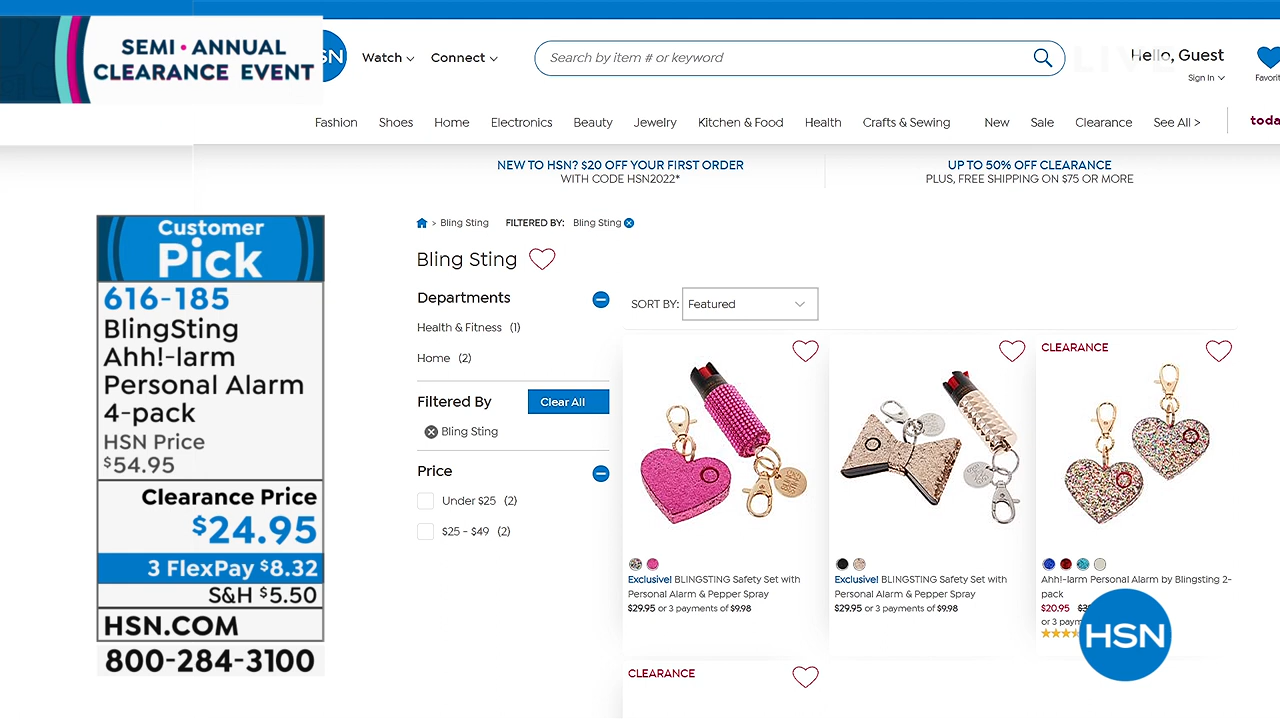 SEMI • ANNUAL
CLEARANCE EVENT
SN
Watch
Connect
Search by item # or keyword
LIVE
Hello, Guest
Sign In
Favorit
Fashion
Shoes
Home
Electronics
Beauty
Jewelry
Kitchen & Food
Health
Crafts & Sewing
New
Sale
Clearance
See All >
toda
NEW TO HSN? $20 OFF YOUR FIRST ORDER
WITH CODE HSN2022*
UP TO 50% OFF CLEARANCE
PLUS, FREE SHIPPING ON $75 OR MORE
Customer
Pick
616-185
BlingSting
Ahh!-larm
Personal Alarm
4-pack
HSN Price
$54.95
Clearance Price
$24.95
3 FlexPay $8.32
S&H $5.50
HSN.COM
800-284-3100
> Bling Sting
FILTERED BY:
Bling Sting
Bling Sting
Departments
Health & Fitness (1)
Home (2)
Filtered By
Clear All
Bling Sting
Price
Under $25 (2)
$25 - $49 (2)
SORT BY:
Featured
Exclusive! BLINGSTING Safety Set with
Personal Alarm & Pepper Spray
$29.95 or 3 payments of $9.98
Exclusive! BLINGSTING Safety Set with
Personal Alarm & Pepper Spray
$29.95 or 3 payments of $9.98
CLEARANCE
Ahh!-larm Personal Alarm by Blingsting 2-
pack
$20.95
or 3 paym
HSN
CLEARANCE